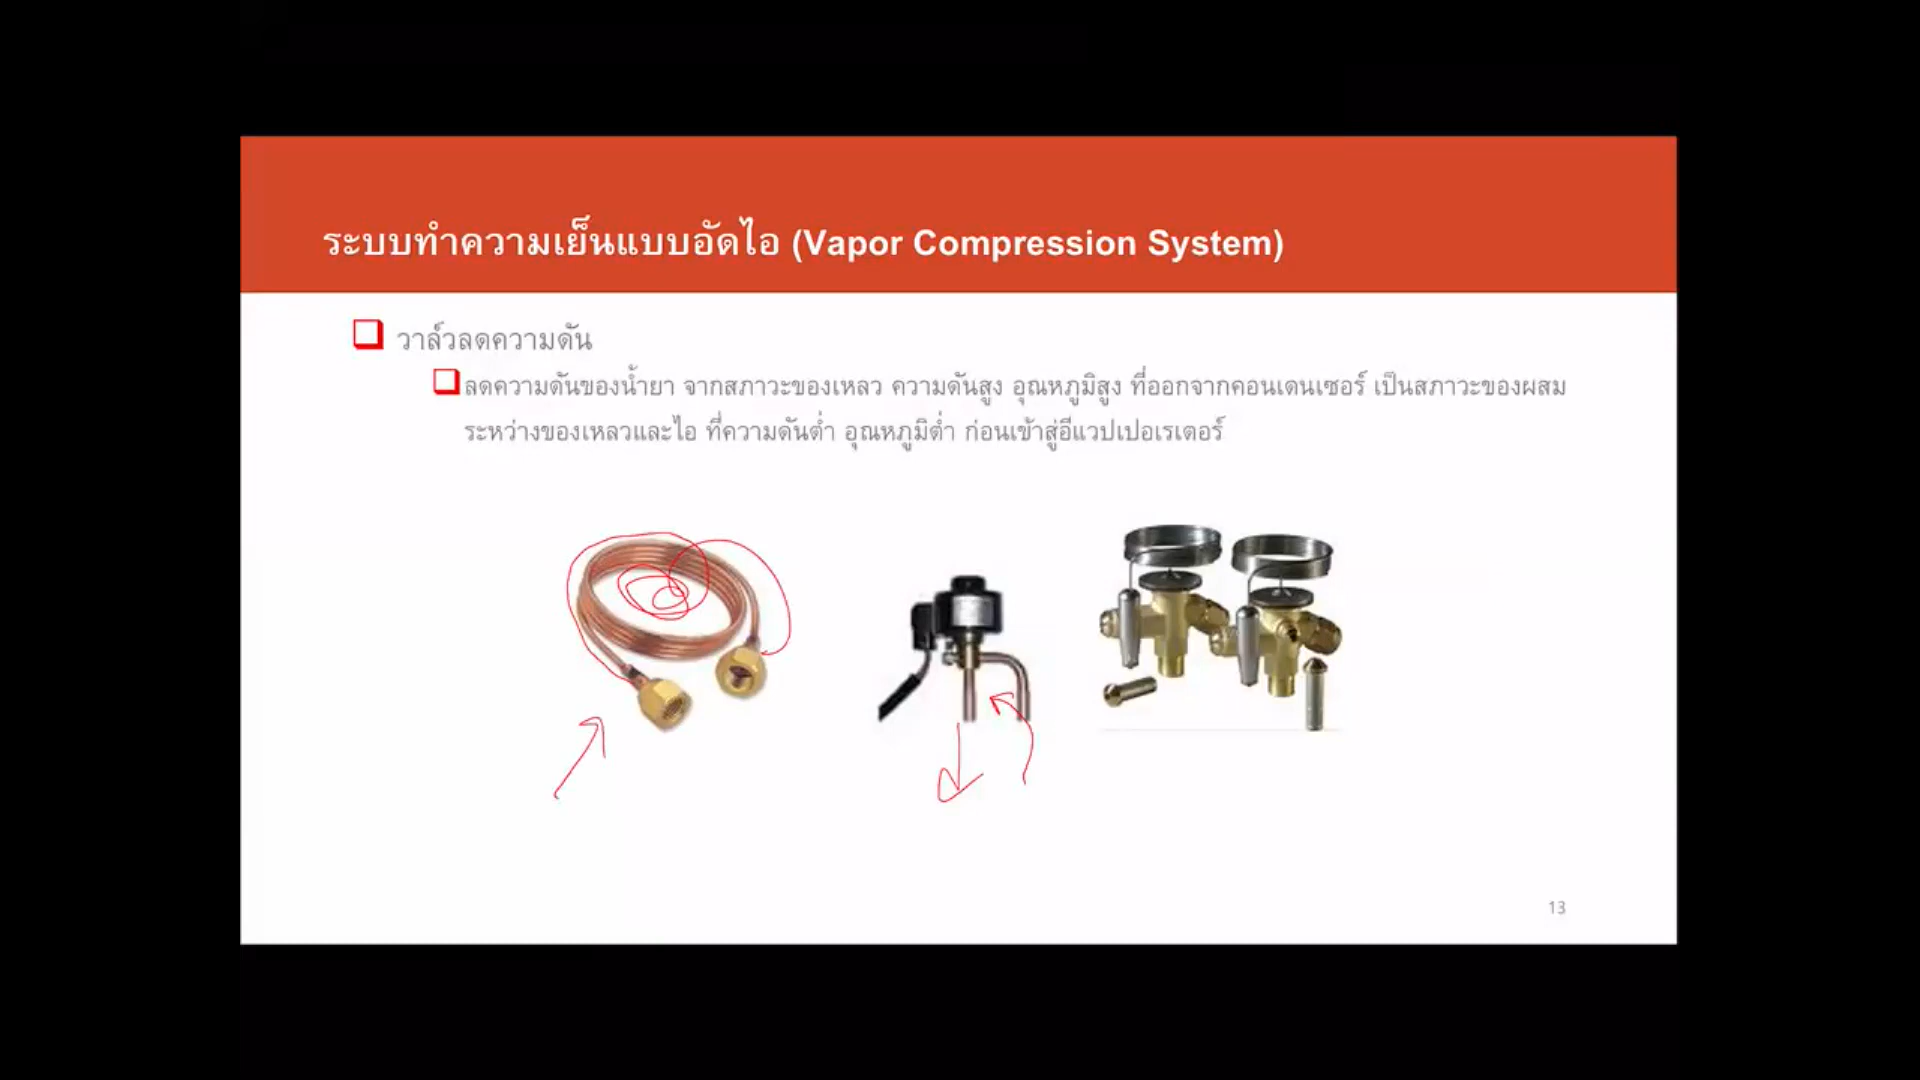 ระบบทำความเย็นแบบอัดไอ (Vapor Compression System)
วาล์วลดความดัน
ลดความดันของน้ำยา จากสภาวะของเหลว ความดันสูง อุณหภูมิสูง ที่ออกจากคอนเดนเซอร์ เป็นสภาวะของผสม
ระหว่างของเหลวและไอ ที่ความดันต่ำ อุณหภูมิต่ำ ก่อนเข้าสู่อีแวปเปอเรเตอร์
13